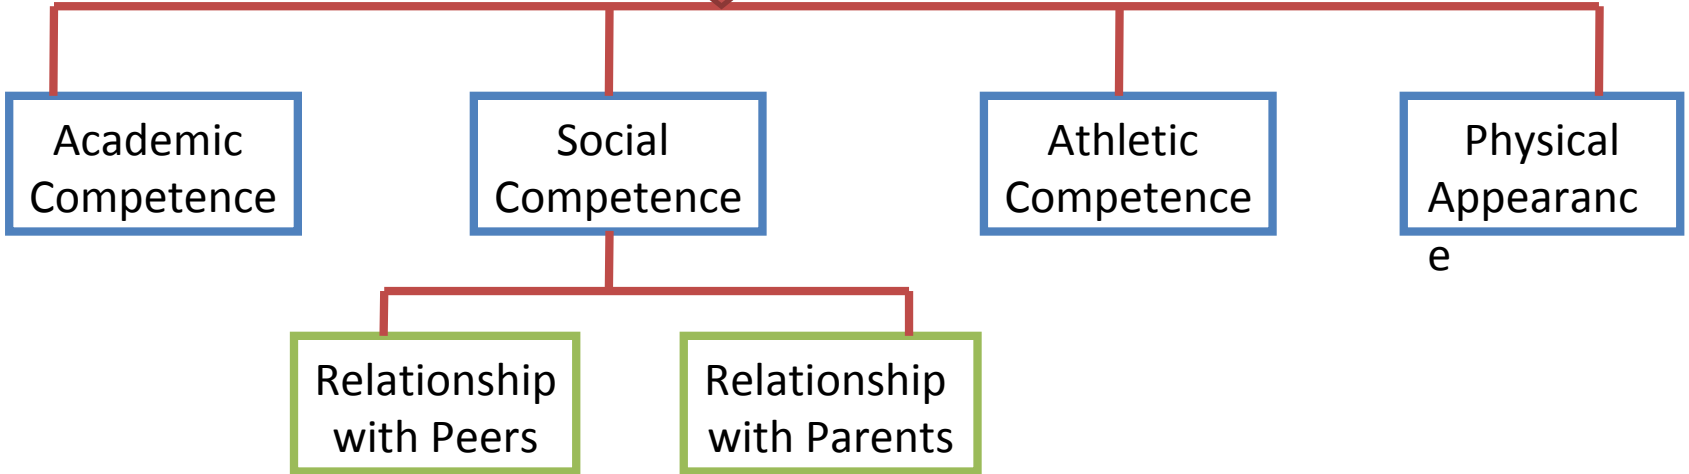 Academic
Competence
Social
Competence
Athletic
Competence
Physical
Appearanc
e
Relationship
with Peers
Relationship
with Parents